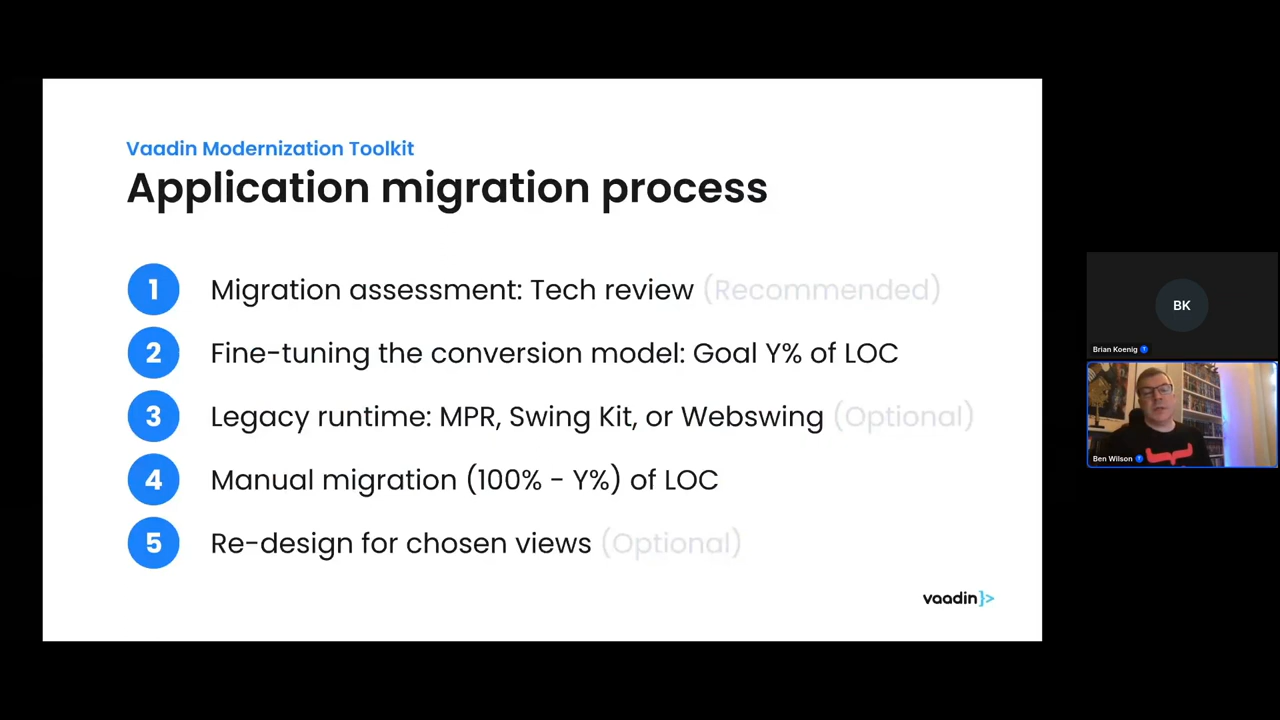 Vaadin Modernization Toolkit
Application migration process
1 Migration assessment: Tech review (Recommended)
2 Fine-tuning the conversion model: Goal Y% of LOC
3 Legacy runtime: MPR, Swing Kit, or Webswing (Optional)
4 Manual migration (100% - Y%) of LOC
5 Re-design for chosen views (Optional)
vaadin}>
BK
Brian Koenig
Ben Wilson